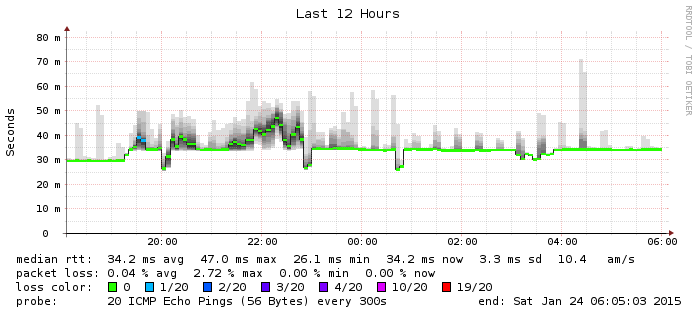 Last 12 Hours
RRDTOOL / TOBI OETIKER
Seconds
80 m
70 m
60 m
50 m
40 m
30 m
20 m
10 m
0
20:00 22:00 00:00 02:00 04:00 06:00
median rtt: 34.2 ms avg 47.0 ms max 26.1 ms min 34.2 ms now 3.3 ms sd 10.4 am/s
packet loss: 0.04 % avg 2.72 % max 0.00 % min 0.00 % now
loss color: 0 1/20 2/20 3/20 4/20 10/20 19/20
probe: 20 ICMP Echo Pings (56 Bytes) every 300s end: Sat Jan 24 06:05:03 2015